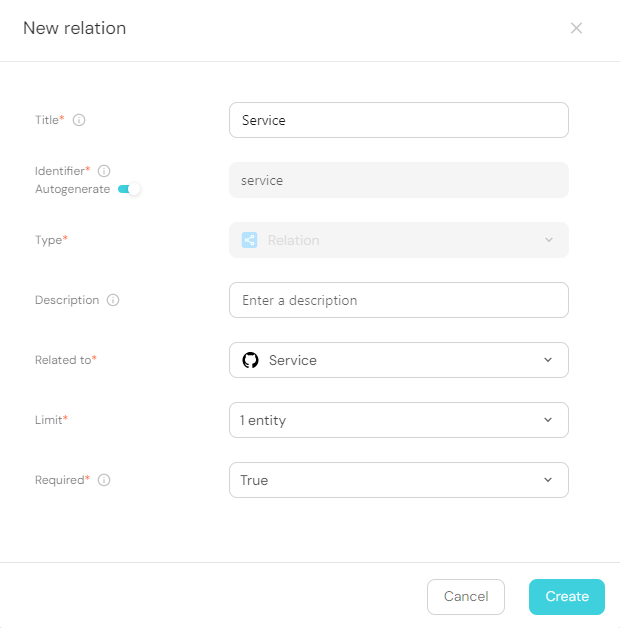 New relation
Title*
Service
Identifier*
Autogenerate
service
Type*
Relation
Description
Enter a description
Related to*
Service
Limit*
1 entity
Required*
True
Cancel
Create